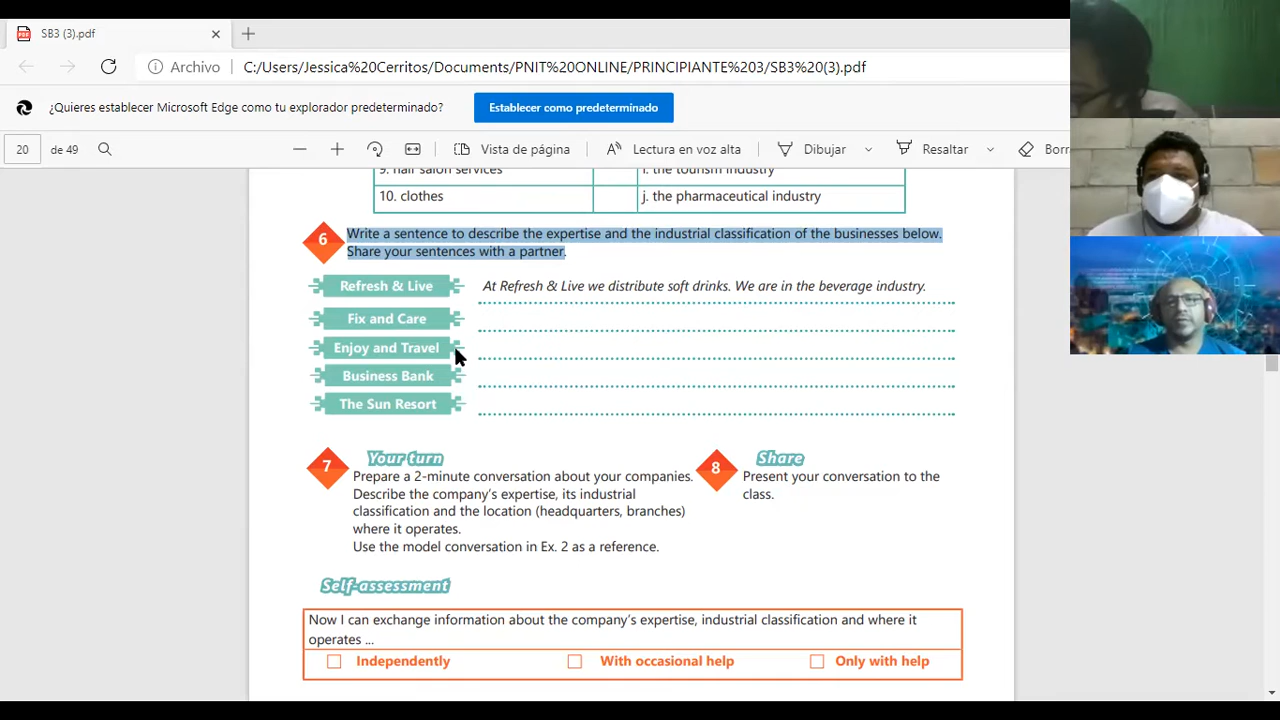 SB3 (3).pdf
Archivo C:/Users/Jessica%20Cerritos/Documents/PNIT%20ONLINE/PRINCIPIANTE%203/SB3%20(3).pdf
¿Quieres establecer Microsoft Edge como tu explorador predeterminado? Establecer como predeterminado
20 de 49 Vista de página Lectura en voz alta Dibujar Resaltar Borr
9. hair salon services i. the tourism industry
10. clothes j. the pharmaceutical industry
6 Write a sentence to describe the expertise and the industrial classification of the businesses below.
Share your sentences with a partner.
Refresh & Live At Refresh & Live we distribute soft drinks. We are in the beverage industry.
Fix and Care
Enjoy and Travel
Business Bank
The Sun Resort
7 Your turn
Prepare a 2-minute conversation about your companies.
Describe the company's expertise, its industrial
classification and the location (headquarters, branches)
where it operates.
Use the model conversation in Ex. 2 as a reference.
8 Share
Present your conversation to the
class.
Self-assessment
Now I can exchange information about the company's expertise, industrial classification and where it
operates ...
Independently With occasional help Only with help